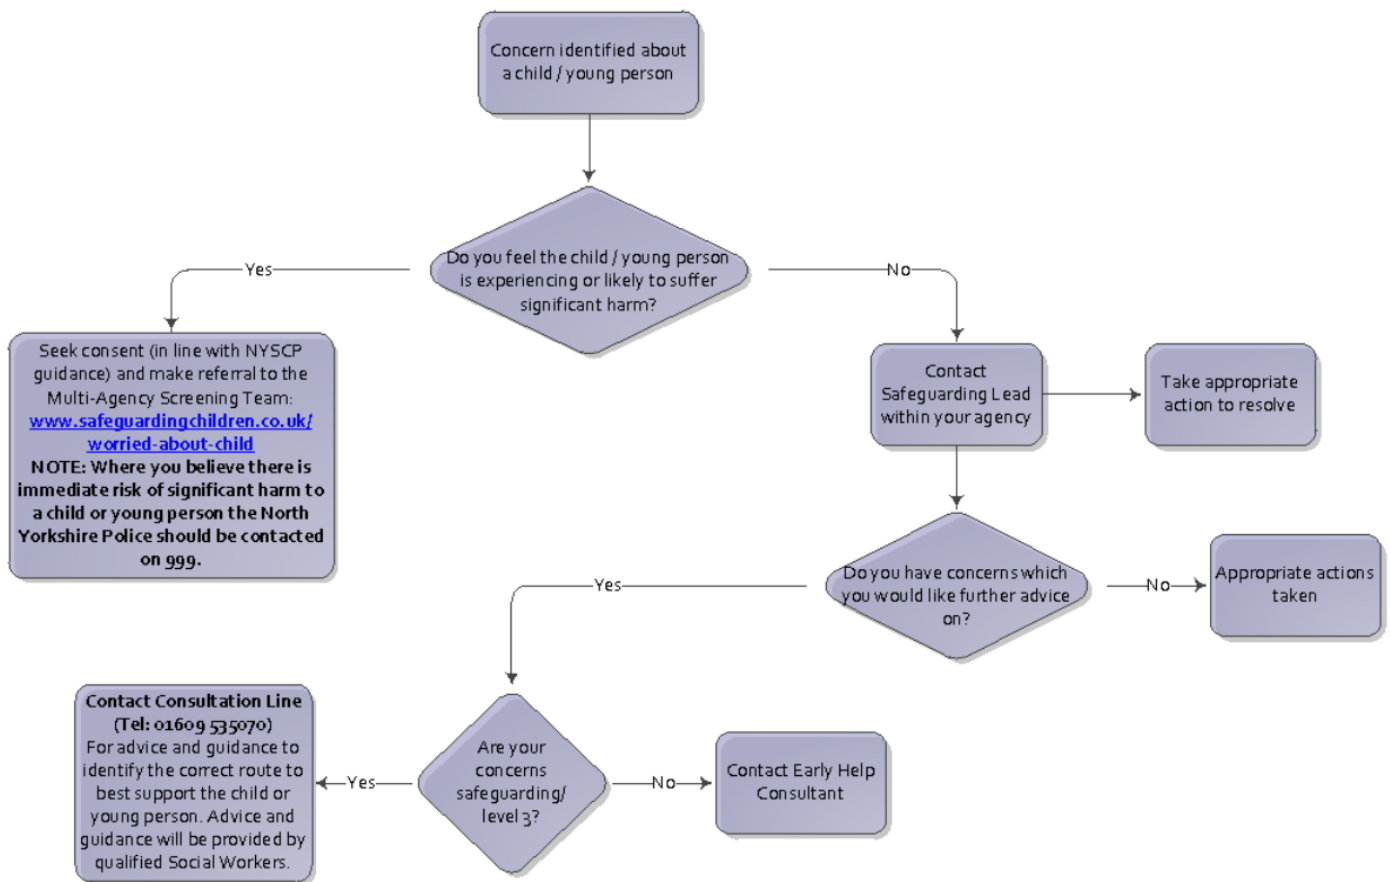 Concern identified about
a child / young person
Do you feel the child / young person
is experiencing or likely to suffer
significant harm?
Yes
No
Seek consent (in line with NYSCP
guidance) and make referral to the
Multi-Agency Screening Team:
www.safeguardingchildren.co.uk/
worried-about-child
NOTE: Where you believe there is
immediate risk of significant harm to
a child or young person the North
Yorkshire Police should be contacted
on 999.
Contact
Safeguarding Lead
within your agency
Take appropriate
action to resolve
Do you have concerns which
you would like further advice
on?
Yes
No
Appropriate actions
taken
Are your
concerns
safeguarding/
level 3?
Yes
No
Contact Consultation Line
(Tel: 01609 535070)
For advice and guidance to
identify the correct route to
best support the child or
young person. Advice and
guidance will be provided by
qualified Social Workers.
Contact Early Help
Consultant